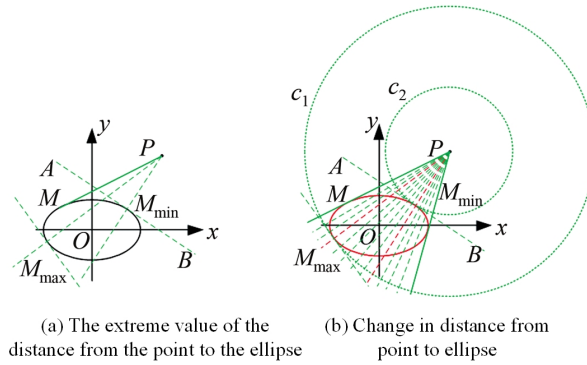 y
P
A
M
M_min
O
x
M_max
B
c_1
c_2
y
P
A
M
M_min
O
x
M_max
B
(a) The extreme value of the
distance from the point to the ellipse
(b) Change in distance from
point to ellipse